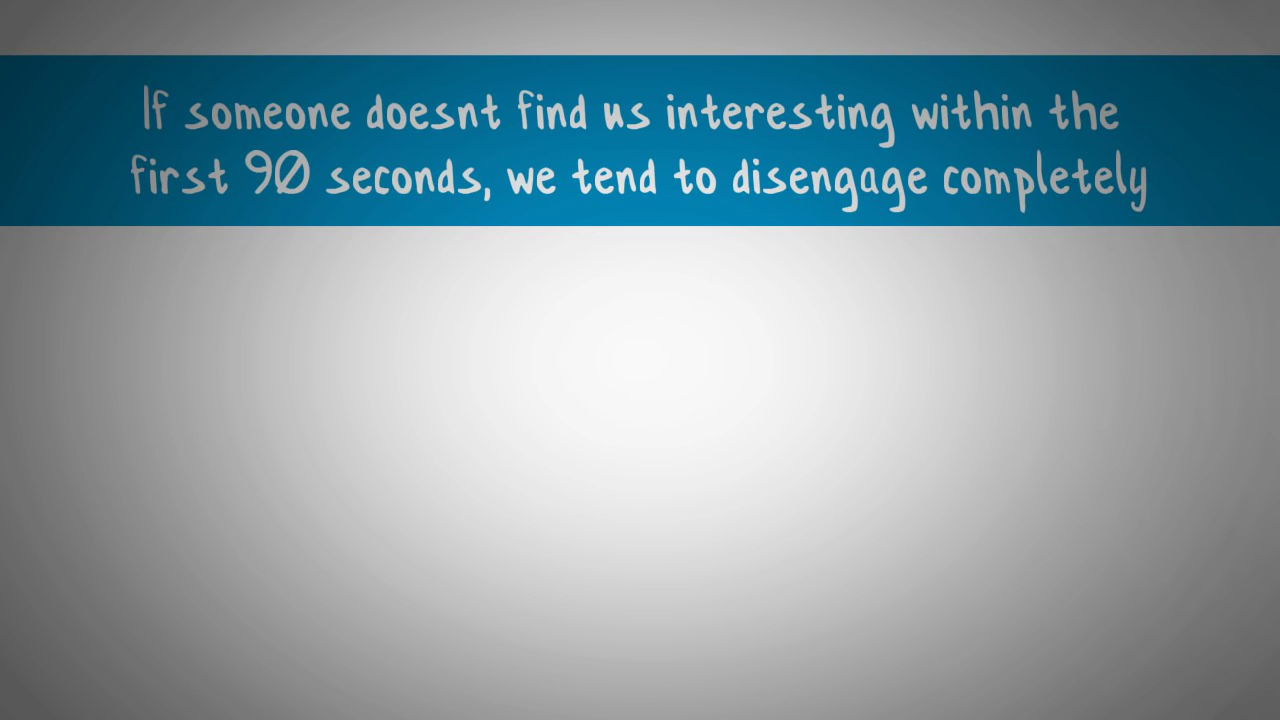 If someone doesnt find us interesting within the
first 90 seconds, we tend to disengage completely